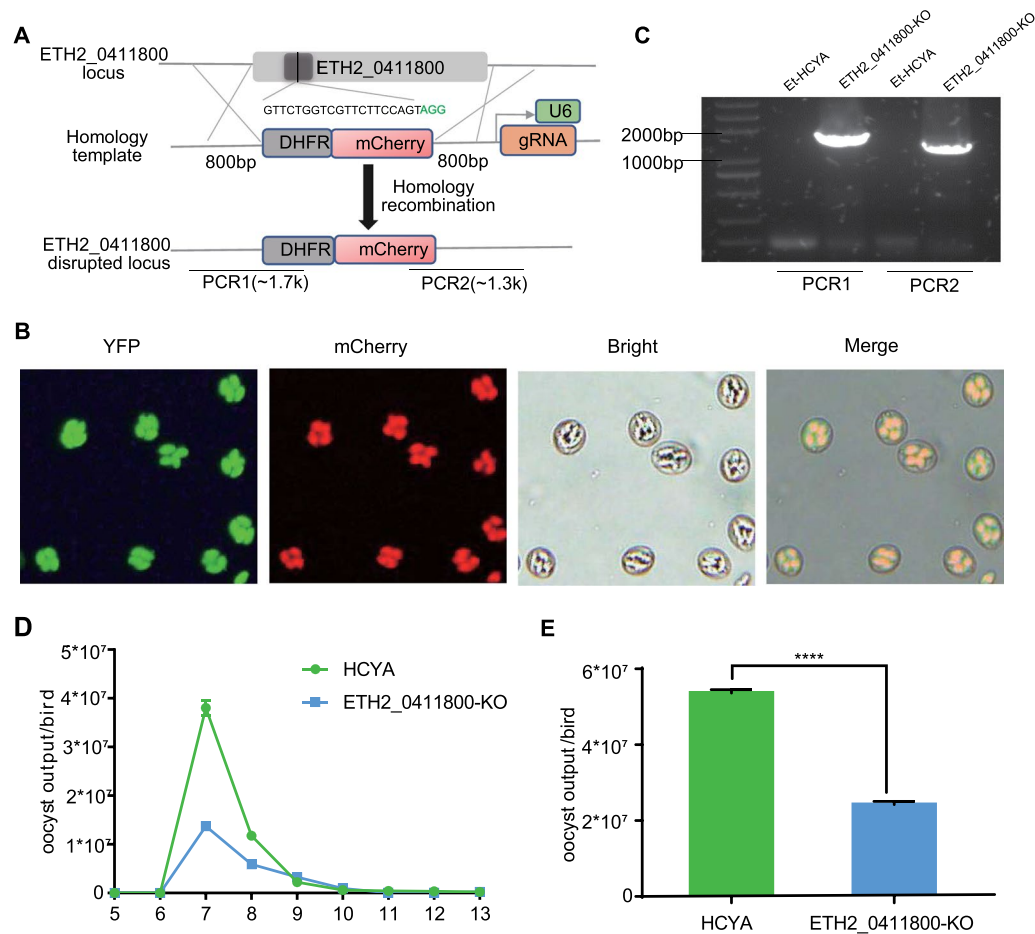 A
ETH2_0411800
locus
ETH2_0411800
GTTCTGGTCGTTCTTCCAGTAGG
U6
Homology
template
DHFR
mCherry
gRNA
800bp
800bp
Homology
recombination
ETH2_0411800
disrupted locus
DHFR
mCherry
PCR1(~1.7k)
PCR2(~1.3k)
C
Et-HCYA
ETH2_0411800-KO
Et-HCYA
ETH2_0411800-KO
2000bp
1000bp
PCR1
PCR2
B
YFP
mCherry
Bright
Merge
D
oocyst output/bird
5*10⁷
4*10⁷
3*10⁷
2*10⁷
1*10⁷
0
5 6 7 8 9 10 11 12 13
HCYA
ETH2_0411800-KO
E
oocyst output/bird
6*10⁷
4*10⁷
2*10⁷
0
****
HCYA
ETH2_0411800-KO